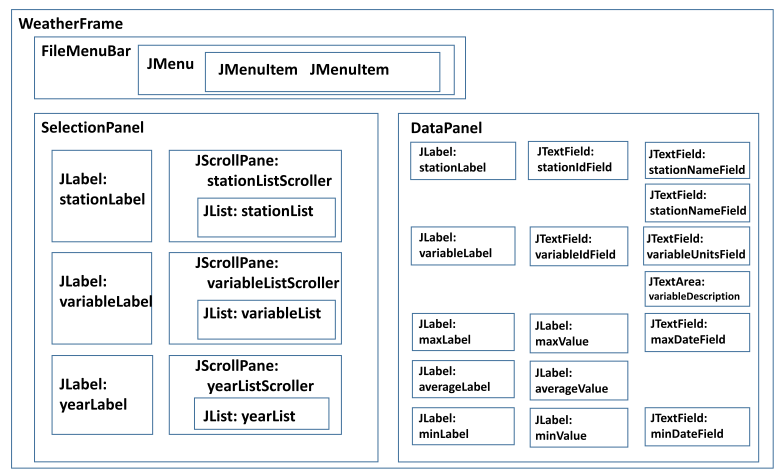 WeatherFrame
FileMenuBar
JMenu
JMenuItem JMenuItem
SelectionPanel
JLabel:
stationLabel
JScrollPane:
stationListScroller
JList: stationList
JLabel:
variableLabel
JScrollPane:
variableListScroller
JList: variableList
JLabel:
yearLabel
JScrollPane:
yearListScroller
JList: yearList
DataPanel
JLabel:
stationLabel
JTextField:
stationIdField
JTextField:
stationNameField
JTextField:
stationNameField
JLabel:
variableLabel
JTextField:
variableIdField
JTextField:
variableUnitsField
JTextArea:
variableDescription
JLabel:
maxLabel
JLabel:
maxValue
JTextField:
maxDateField
JLabel:
averageLabel
JLabel:
averageValue
JLabel:
minLabel
JLabel:
minValue
JTextField:
minDateField